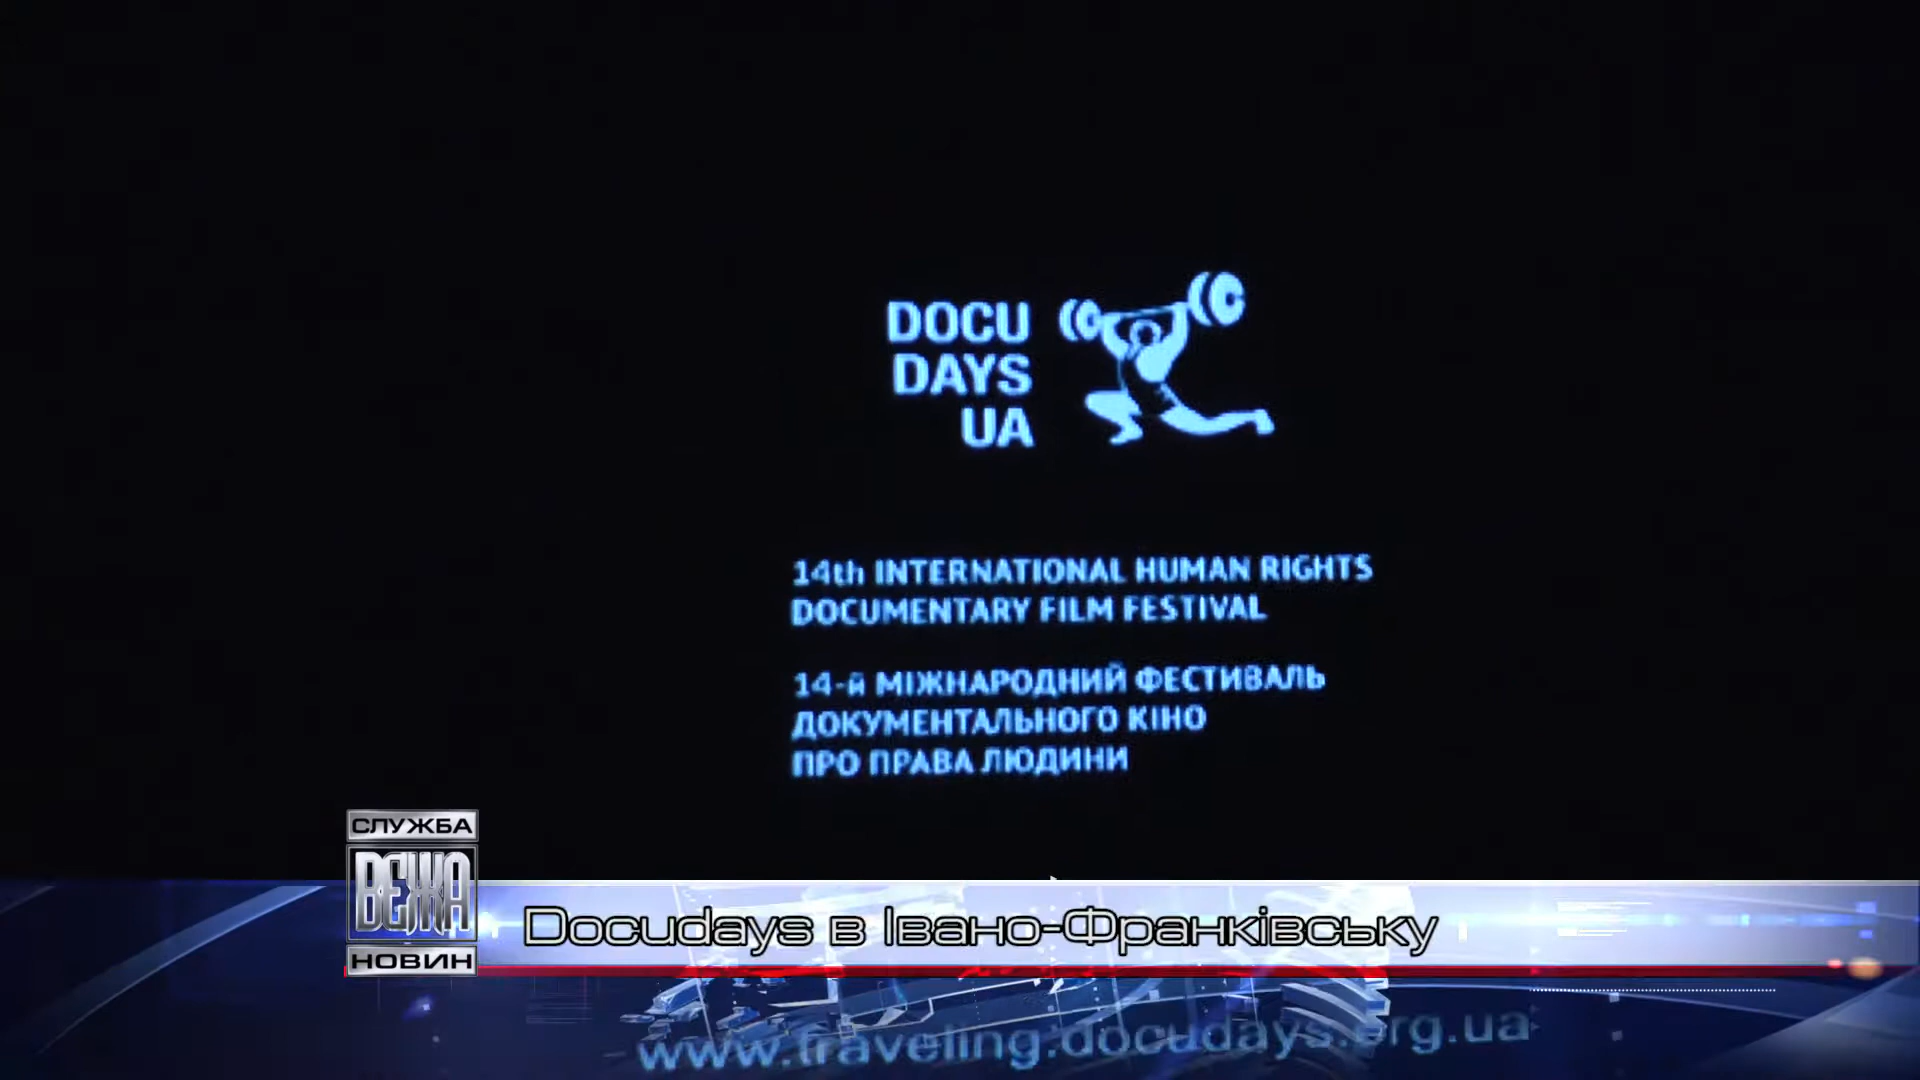 DOCU
DAYS
UA
14th INTERNATIONAL HUMAN RIGHTS
DOCUMENTARY FILM FESTIVAL
14-й МІЖНАРОДНИЙ ФЕСТИВАЛЬ
ДОКУМЕНТАЛЬНОГО КІНО
ПРО ПРАВА ЛЮДИНИ
СЛУЖБА
ВЕЖА
НОВИН
Docudays в Івано-Франківську
www.traveling.docudays.org.ua